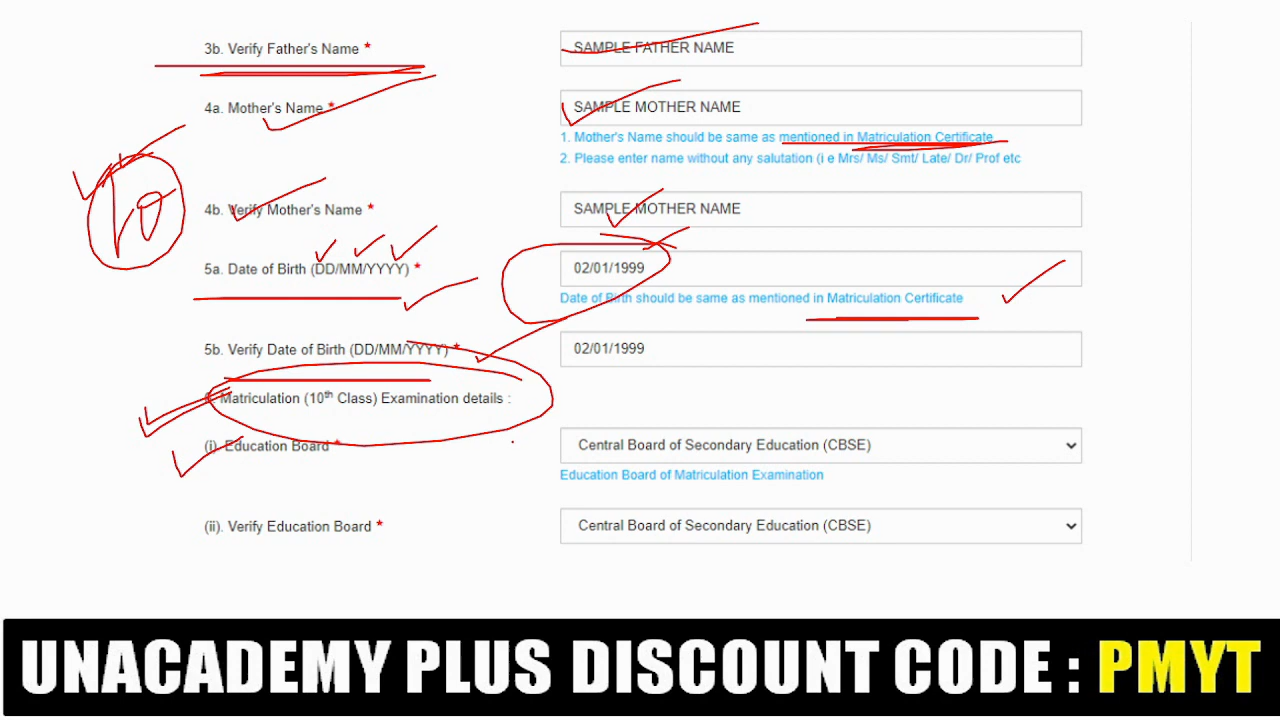 3b. Verify Father's Name * SAMPLE FATHER NAME
4a. Mother's Name * SAMPLE MOTHER NAME
1. Mother's Name should be same as mentioned in Matriculation Certificate
2. Please enter name without any salutation (i e Mrs/ Ms/ Smt/ Late/ Dr/ Prof etc
10
4b. Verify Mother's Name * SAMPLE MOTHER NAME
5a. Date of Birth (DD/MM/YYYY) * 02/01/1999
Date of Birth should be same as mentioned in Matriculation Certificate
5b. Verify Date of Birth (DD/MM/YYYY) * 02/01/1999
Matriculation (10th Class) Examination details :
(i). Education Board * Central Board of Secondary Education (CBSE)
Education Board of Matriculation Examination
(ii). Verify Education Board * Central Board of Secondary Education (CBSE)
UNACADEMY PLUS DISCOUNT CODE : PMYT